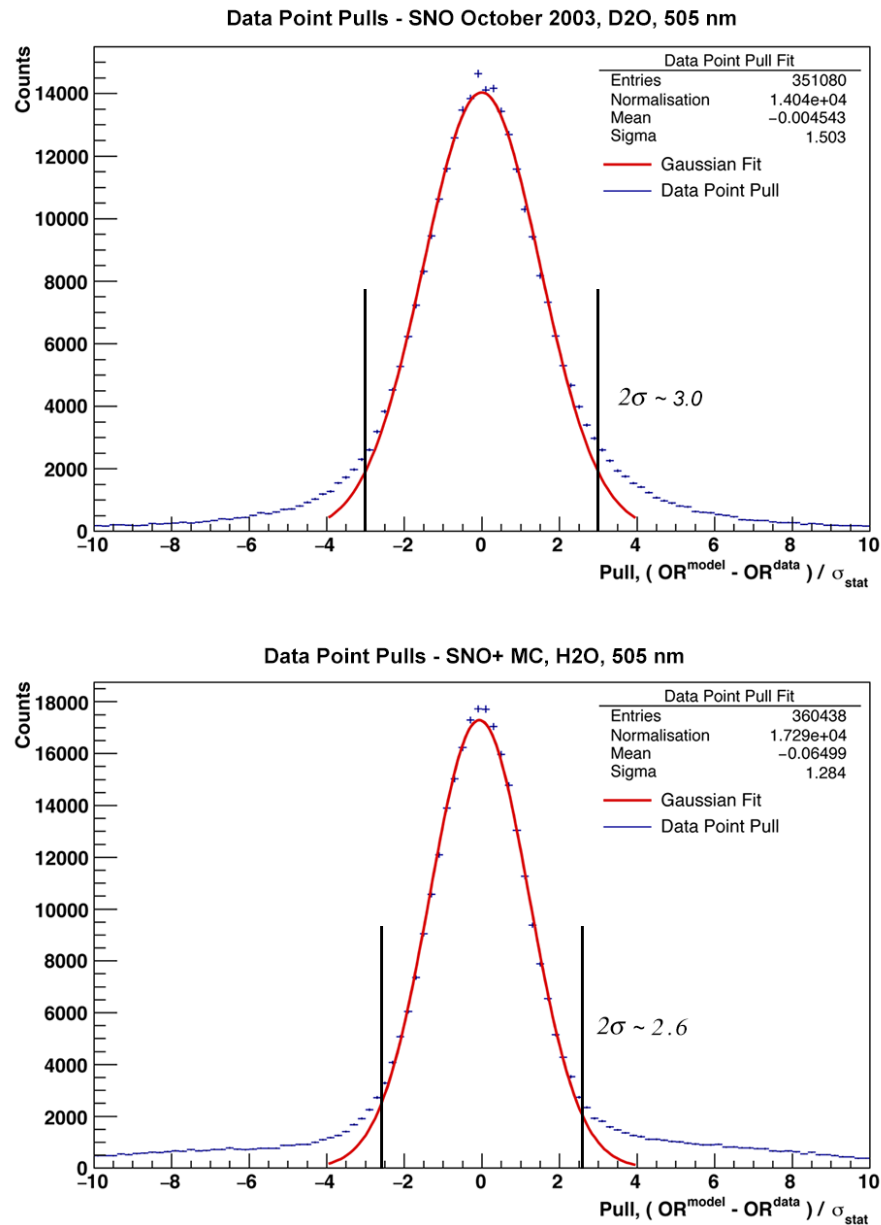 Data Point Pulls - SNO October 2003, D2O, 505 nm
Counts
14000
12000
10000
8000
6000
4000
2000
0
Data Point Pull Fit
Entries 351080
Normalisation 1.404e+04
Mean −0.004543
Sigma 1.503
Gaussian Fit
Data Point Pull
2σ ~ 3.0
−10 −8 −6 −4 −2 0 2 4 6 8 10
Pull, ( OR^model - OR^data ) / σ_stat
Data Point Pulls - SNO+ MC, H2O, 505 nm
Counts
18000
16000
14000
12000
10000
8000
6000
4000
2000
0
Data Point Pull Fit
Entries 360438
Normalisation 1.729e+04
Mean −0.06499
Sigma 1.284
Gaussian Fit
Data Point Pull
2σ ~ 2.6
−10 −8 −6 −4 −2 0 2 4 6 8 10
Pull, ( OR^model - OR^data ) / σ_stat